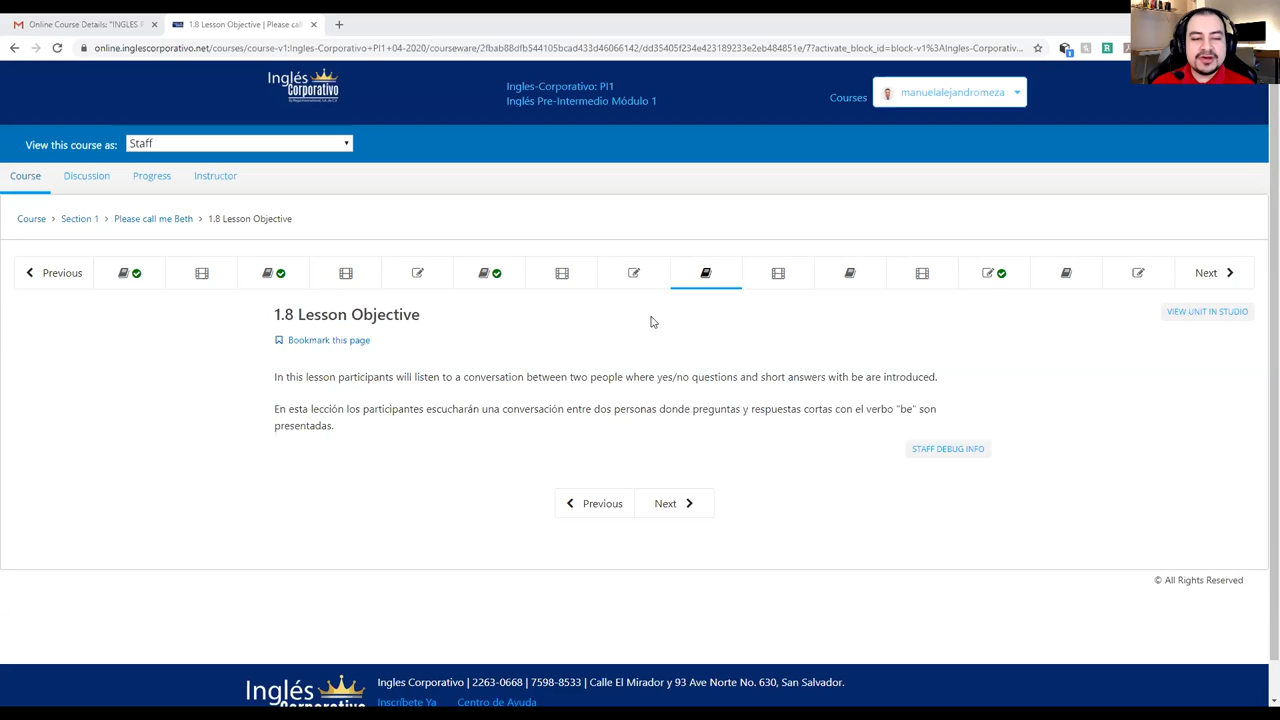 Online Course Details: "INGLES P
1.8 Lesson Objective | Please cal
online.inglescorporativo.net/courses/course-v1:Ingles-Corporativo+PI1+04-2020/courseware/2fbab88dfb544105bcad433d46066142/dd35405f234e423189233e2eb484851e/7?activate_block_id=block-v1%3AIngles-Corporativ...
Inglés
Corporativo
Ingles-Corporativo: PI1
Inglés Pre-Intermedio Módulo 1
Courses
manuelalejandromeza
View this course as:
Staff
Course
Discussion
Progress
Instructor
Course > Section 1 > Please call me Beth > 1.8 Lesson Objective
Previous
Next
1.8 Lesson Objective
VIEW UNIT IN STUDIO
Bookmark this page
In this lesson participants will listen to a conversation between two people where yes/no questions and short answers with be are introduced.
En esta lección los participantes escucharán una conversación entre dos personas donde preguntas y respuestas cortas con el verbo "be" son
presentadas.
STAFF DEBUG INFO
Previous
Next
© All Rights Reserved
Inglés
Corporativo
Ingles Corporativo | 2263-0668 | 7598-8533 | Calle El Mirador y 93 Ave Norte No. 630, San Salvador.
Inscríbete Ya
Centro de Ayuda